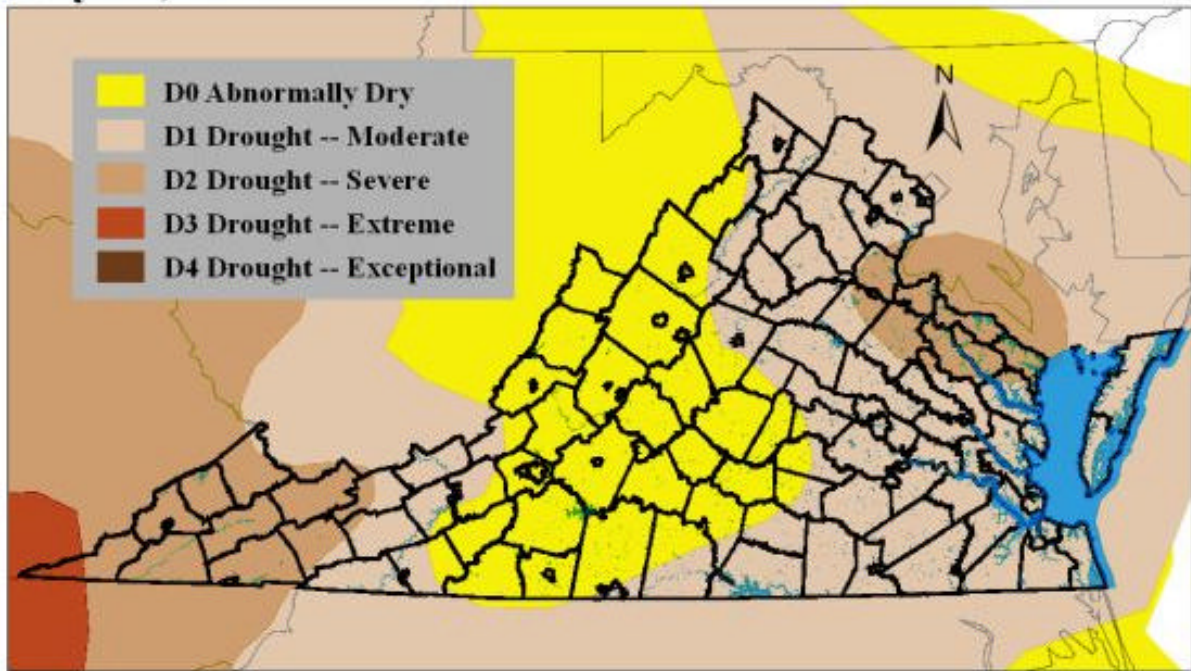 D0 Abnormally Dry
D1 Drought -- Moderate
D2 Drought -- Severe
D3 Drought -- Extreme
D4 Drought -- Exceptional
N